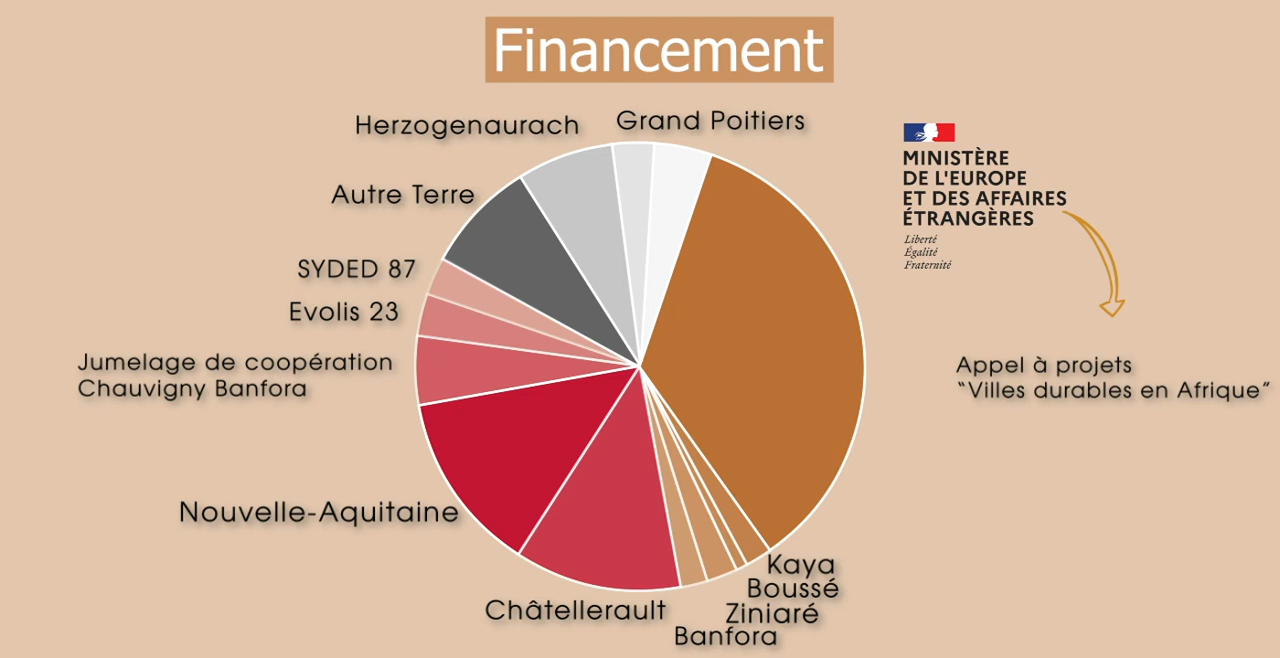 Financement
Herzogenaurach
Grand Poitiers
MINISTÈRE
DE L'EUROPE
ET DES AFFAIRES
ÉTRANGÈRES
Liberté
Égalité
Fraternité
Autre Terre
SYDED 87
Evolis 23
Jumelage de coopération
Chauvigny Banfora
Appel à projets
“Villes durables en Afrique”
Nouvelle-Aquitaine
Kaya
Boussé
Châtellerault
Ziniaré
Banfora